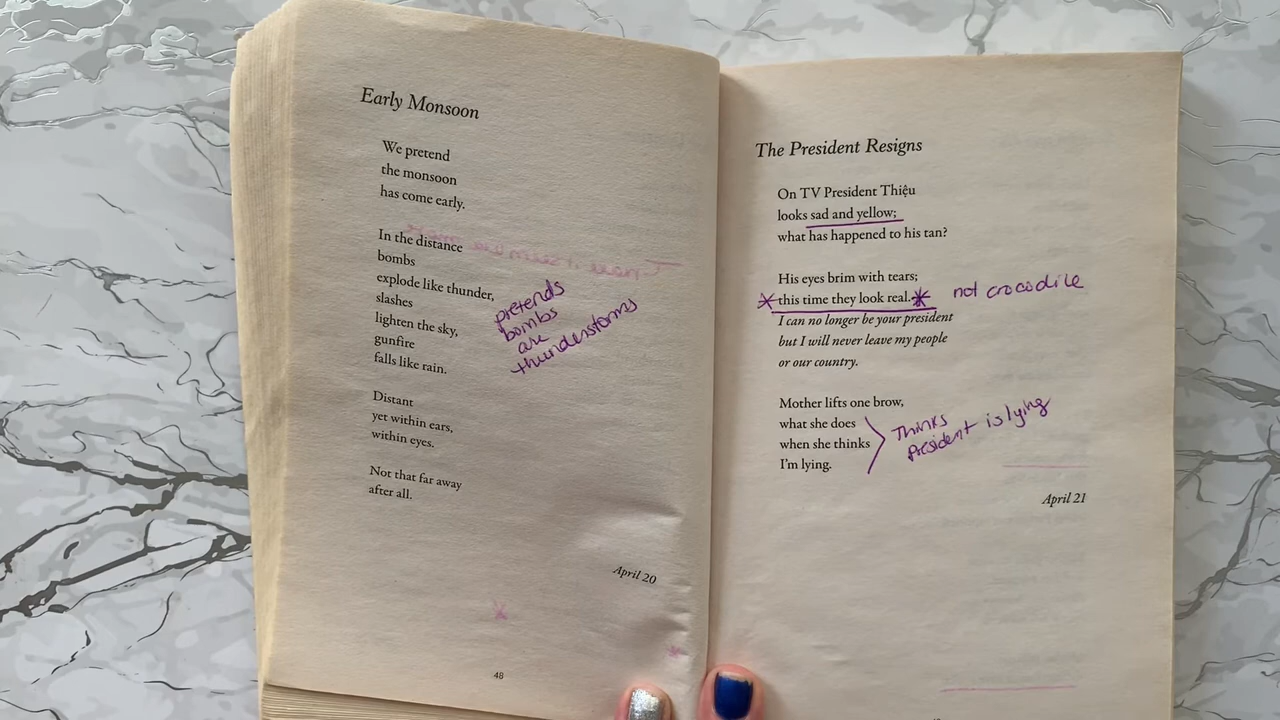 Early Monsoon
We pretend
the monsoon
has come early.
In the distance
bombs
explode like thunder,
slashes
lighten the sky,
gunfire
falls like rain.
pretends
bombs
are
thunderstorms
Distant
yet within ears,
within eyes.
Not that far away
after all.
April 20
48
The President Resigns
On TV President Thiệu
looks sad and yellow;
what has happened to his tan?
His eyes brim with tears;
*this time they look real.* not crocodile
I can no longer be your president
but I will never leave my people
or our country.
Mother lifts one brow,
what she does
when she thinks
I'm lying.
Thinks
President is lying
April 21